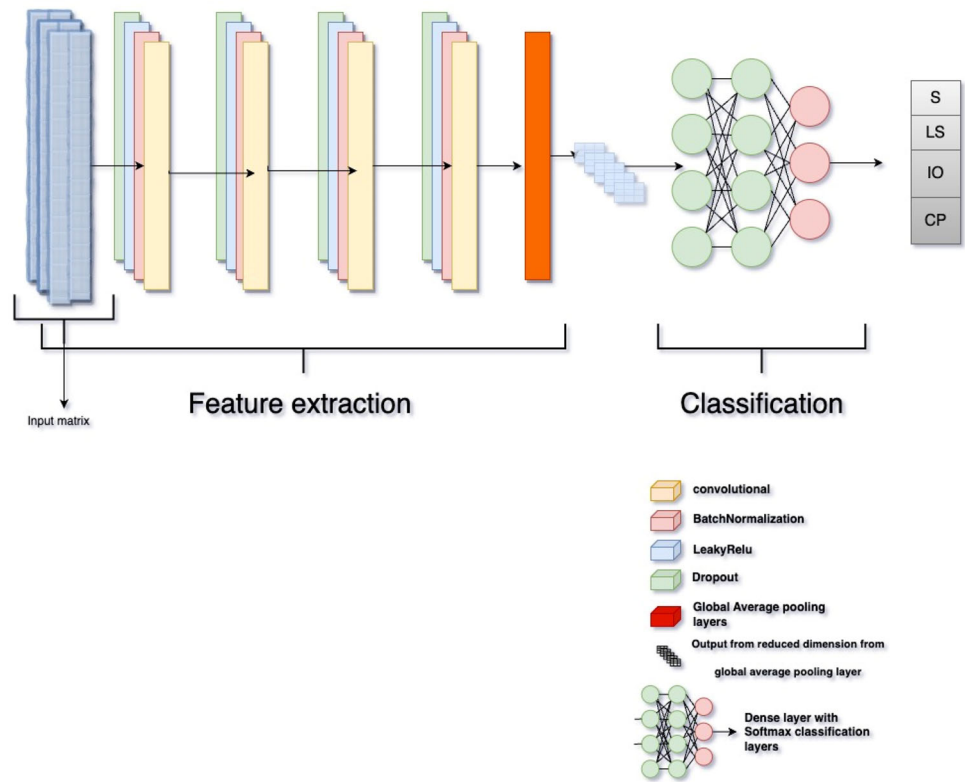 S
LS
IO
CP
Input matrix
Feature extraction
Classification
convolutional
BatchNormalization
LeakyRelu
Dropout
Global Average pooling
layers
Output from reduced dimension from
global average pooling layer
Dense layer with
Softmax classification
layers